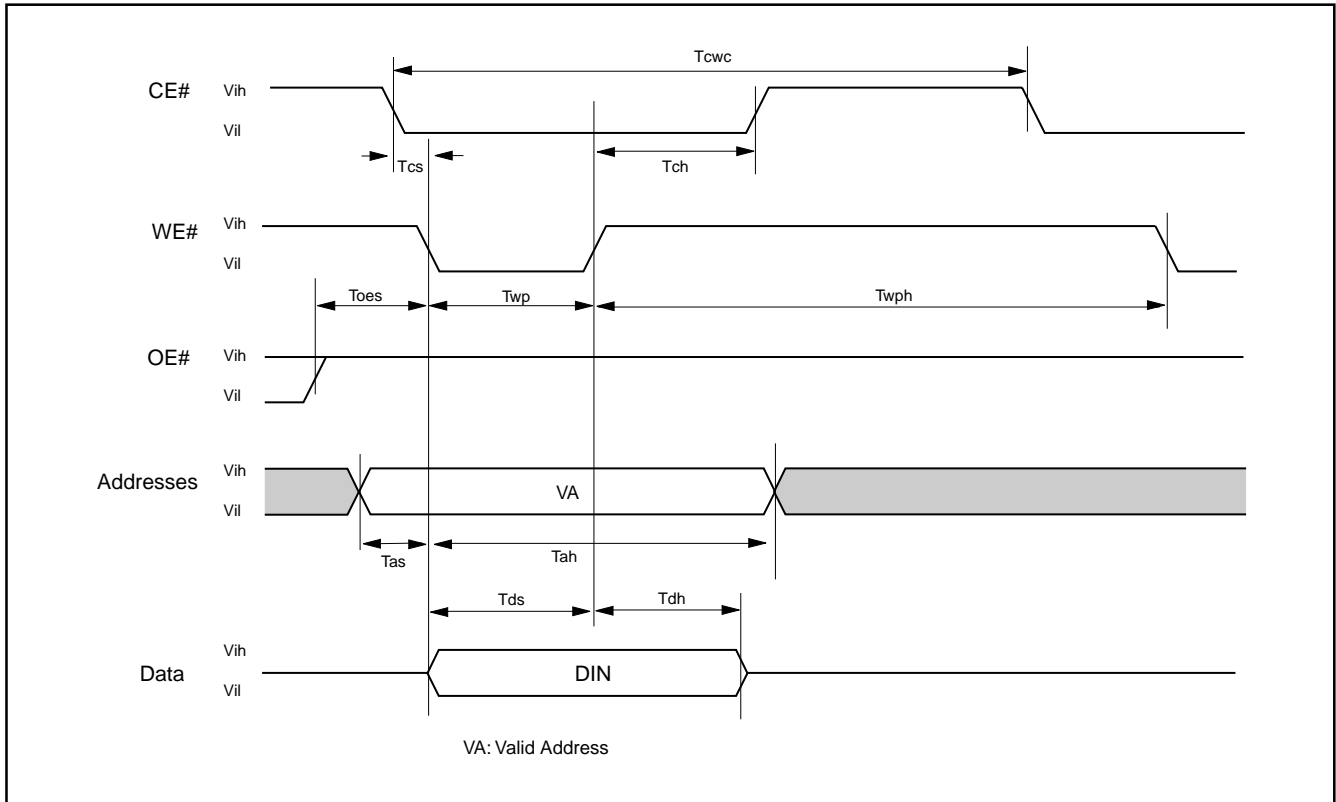 Tcwc
CE#
Vih
Vil
Tcs
Tch
WE#
Vih
Vil
Toes
Twp
Twph
OE#
Vih
Vil
Addresses
Vih
Vil
VA
Tas
Tah
Tds
Tdh
Data
Vih
Vil
DIN
VA: Valid Address